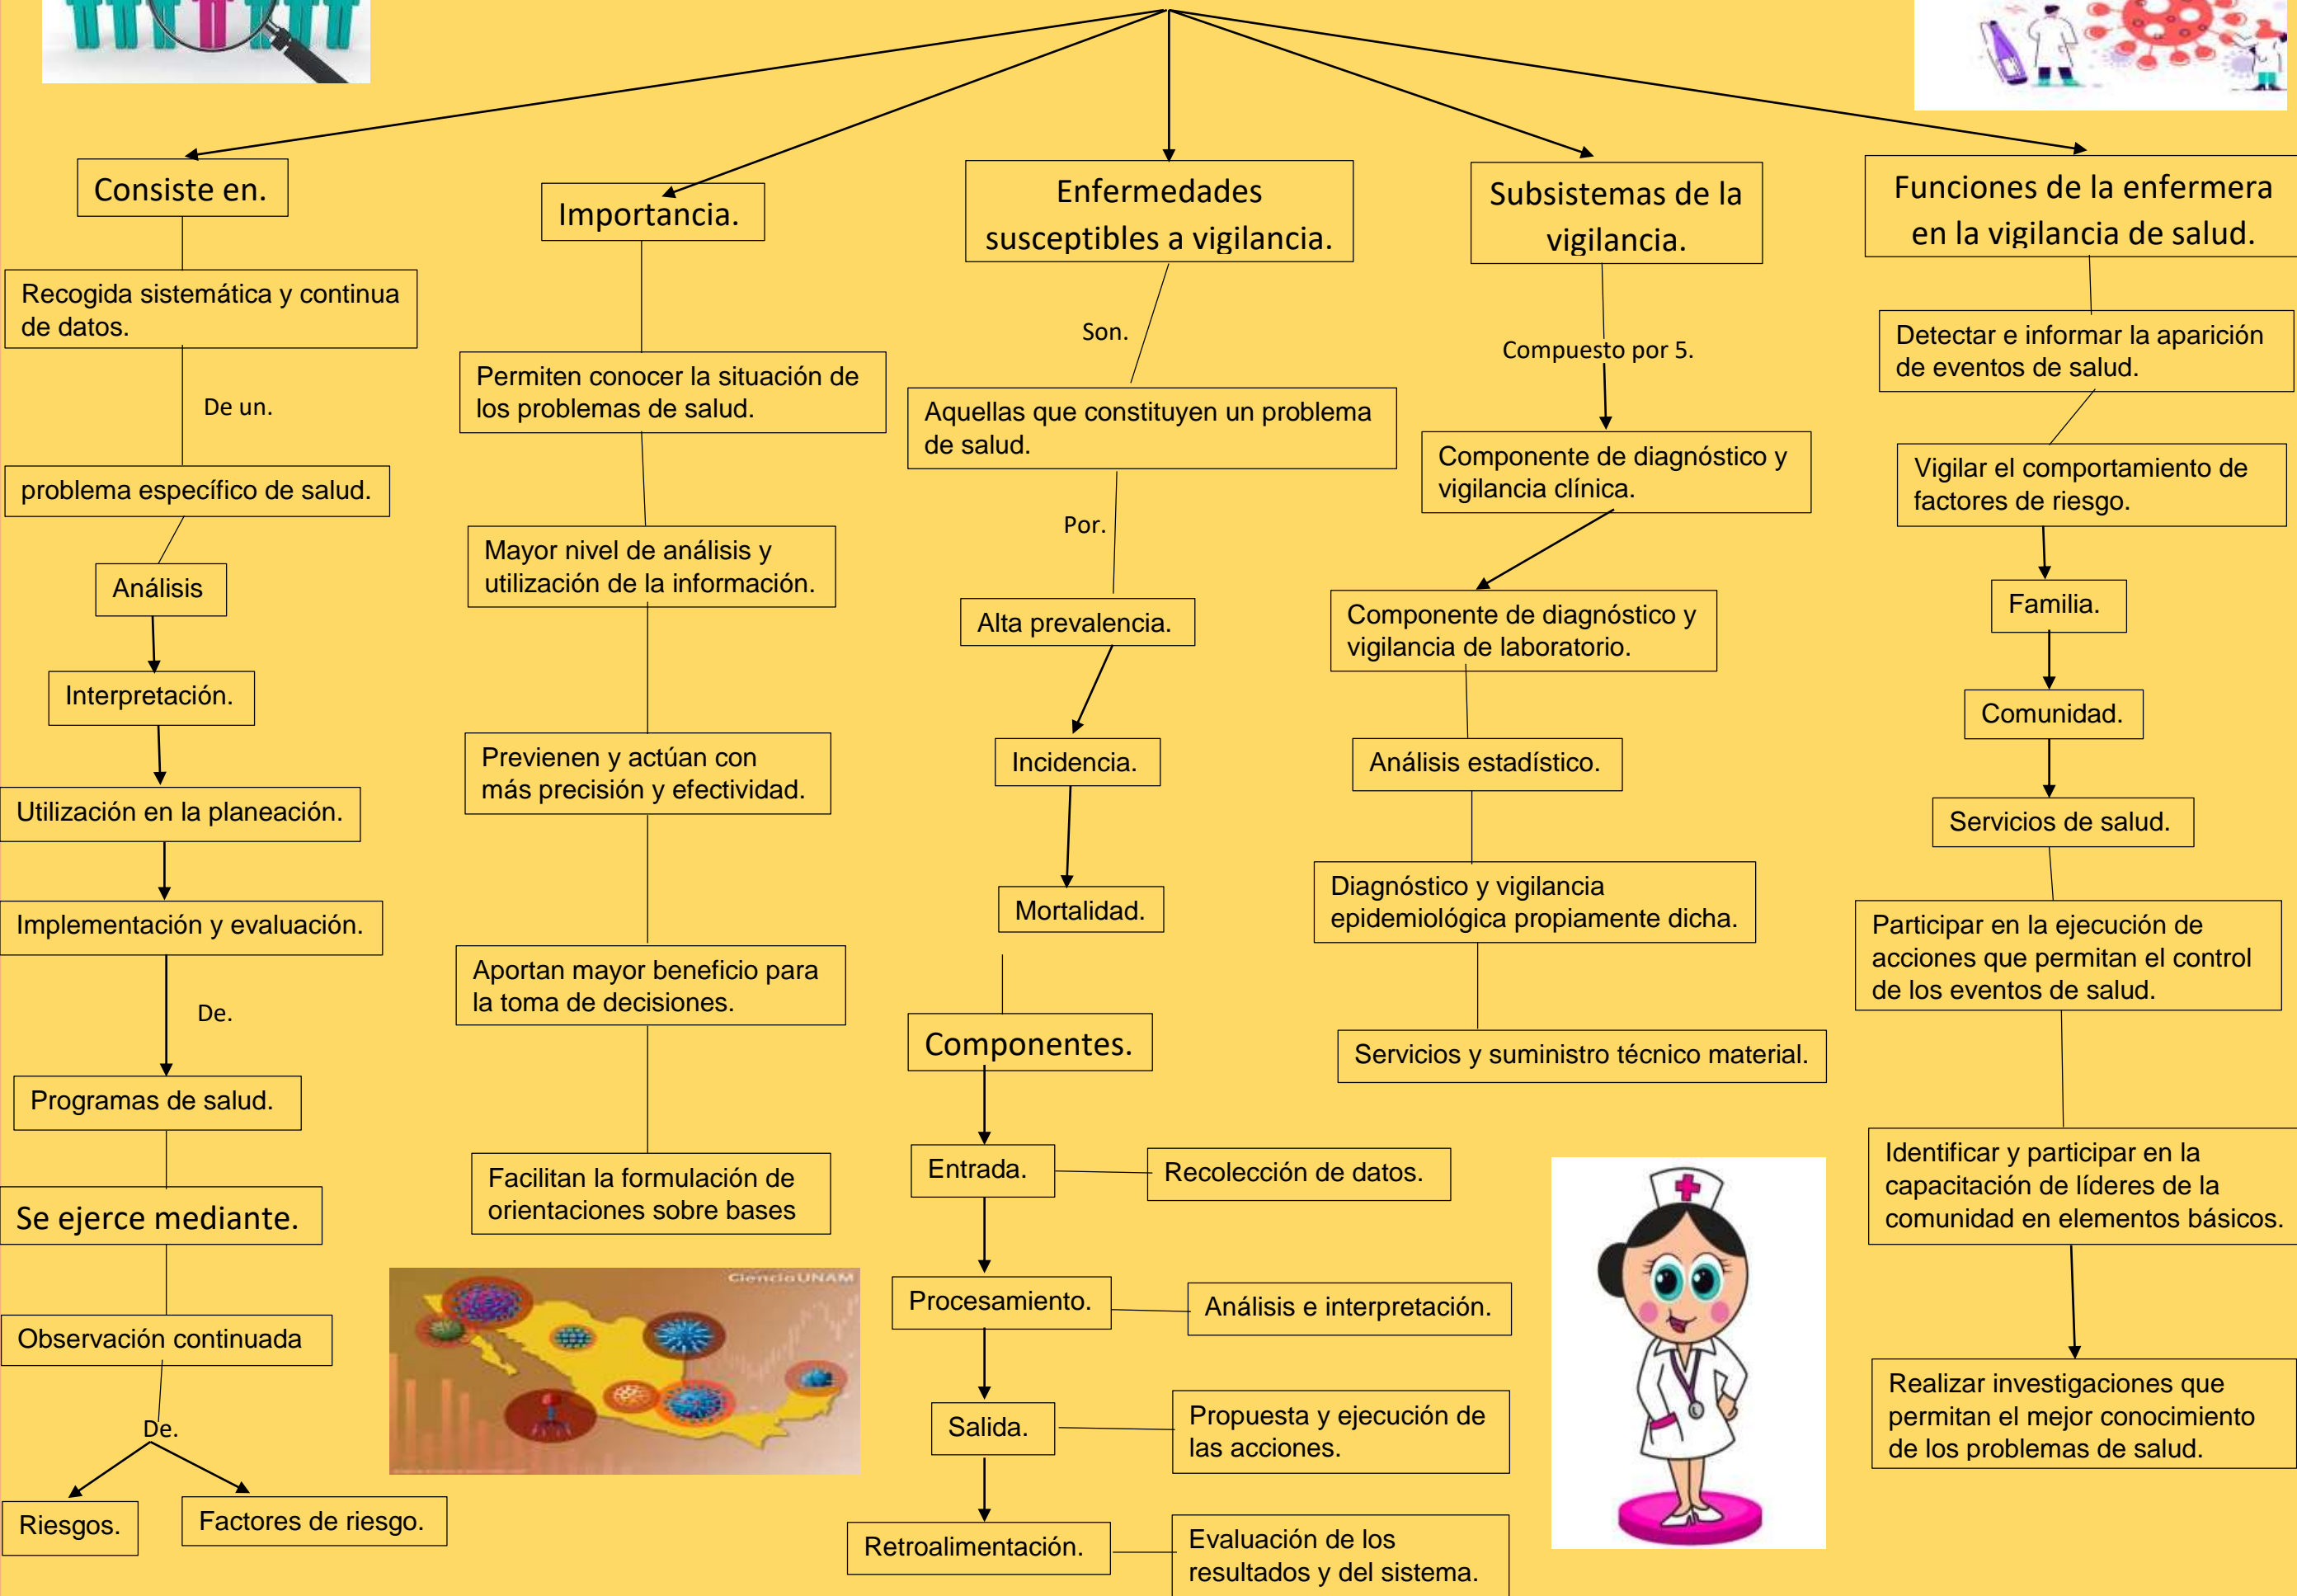 Consiste en.
Recogida sistemática y continua
de datos.
De un.
problema específico de salud.
Análisis
Interpretación.
Utilización en la planeación.
Implementación y evaluación.
De.
Programas de salud.
Se ejerce mediante.
Observación continuada
De.
Riesgos.
Factores de riesgo.
Importancia.
Permiten conocer la situación de
los problemas de salud.
Mayor nivel de análisis y
utilización de la información.
Previenen y actúan con
más precisión y efectividad.
Aportan mayor beneficio para
la toma de decisiones.
Facilitan la formulación de
orientaciones sobre bases
CienciaUNAM
Enfermedades
susceptibles a vigilancia.
Son.
Aquellas que constituyen un problema
de salud.
Por.
Alta prevalencia.
Incidencia.
Mortalidad.
Componentes.
Entrada.
Recolección de datos.
Procesamiento.
Análisis e interpretación.
Salida.
Propuesta y ejecución de
las acciones.
Retroalimentación.
Evaluación de los
resultados y del sistema.
Subsistemas de la
vigilancia.
Compuesto por 5.
Componente de diagnóstico y
vigilancia clínica.
Componente de diagnóstico y
vigilancia de laboratorio.
Análisis estadístico.
Diagnóstico y vigilancia
epidemiológica propiamente dicha.
Servicios y suministro técnico material.
Funciones de la enfermera
en la vigilancia de salud.
Detectar e informar la aparición
de eventos de salud.
Vigilar el comportamiento de
factores de riesgo.
Familia.
Comunidad.
Servicios de salud.
Participar en la ejecución de
acciones que permitan el control
de los eventos de salud.
Identificar y participar en la
capacitación de líderes de la
comunidad en elementos básicos.
Realizar investigaciones que
permitan el mejor conocimiento
de los problemas de salud.